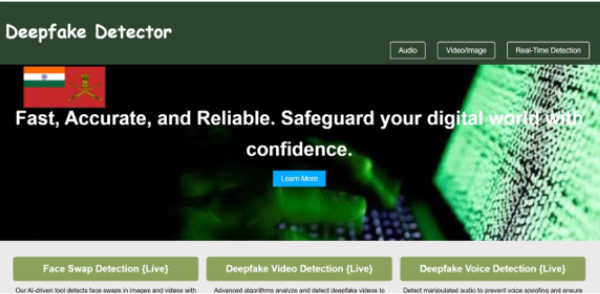 Deepfake Detector
Audio
Video/Image
Real-Time Detection
Fast, Accurate, and Reliable. Safeguard your digital world with
confidence.
Learn More
Face Swap Detection {Live}
Deepfake Video Detection {Live}
Deepfake Voice Detection {Live}
Our AI-driven tool detects face swaps in images and videos with
Advanced algorithms analyze and detect deepfake videos to
Detect manipulated audio to prevent voice spoofing and ensure